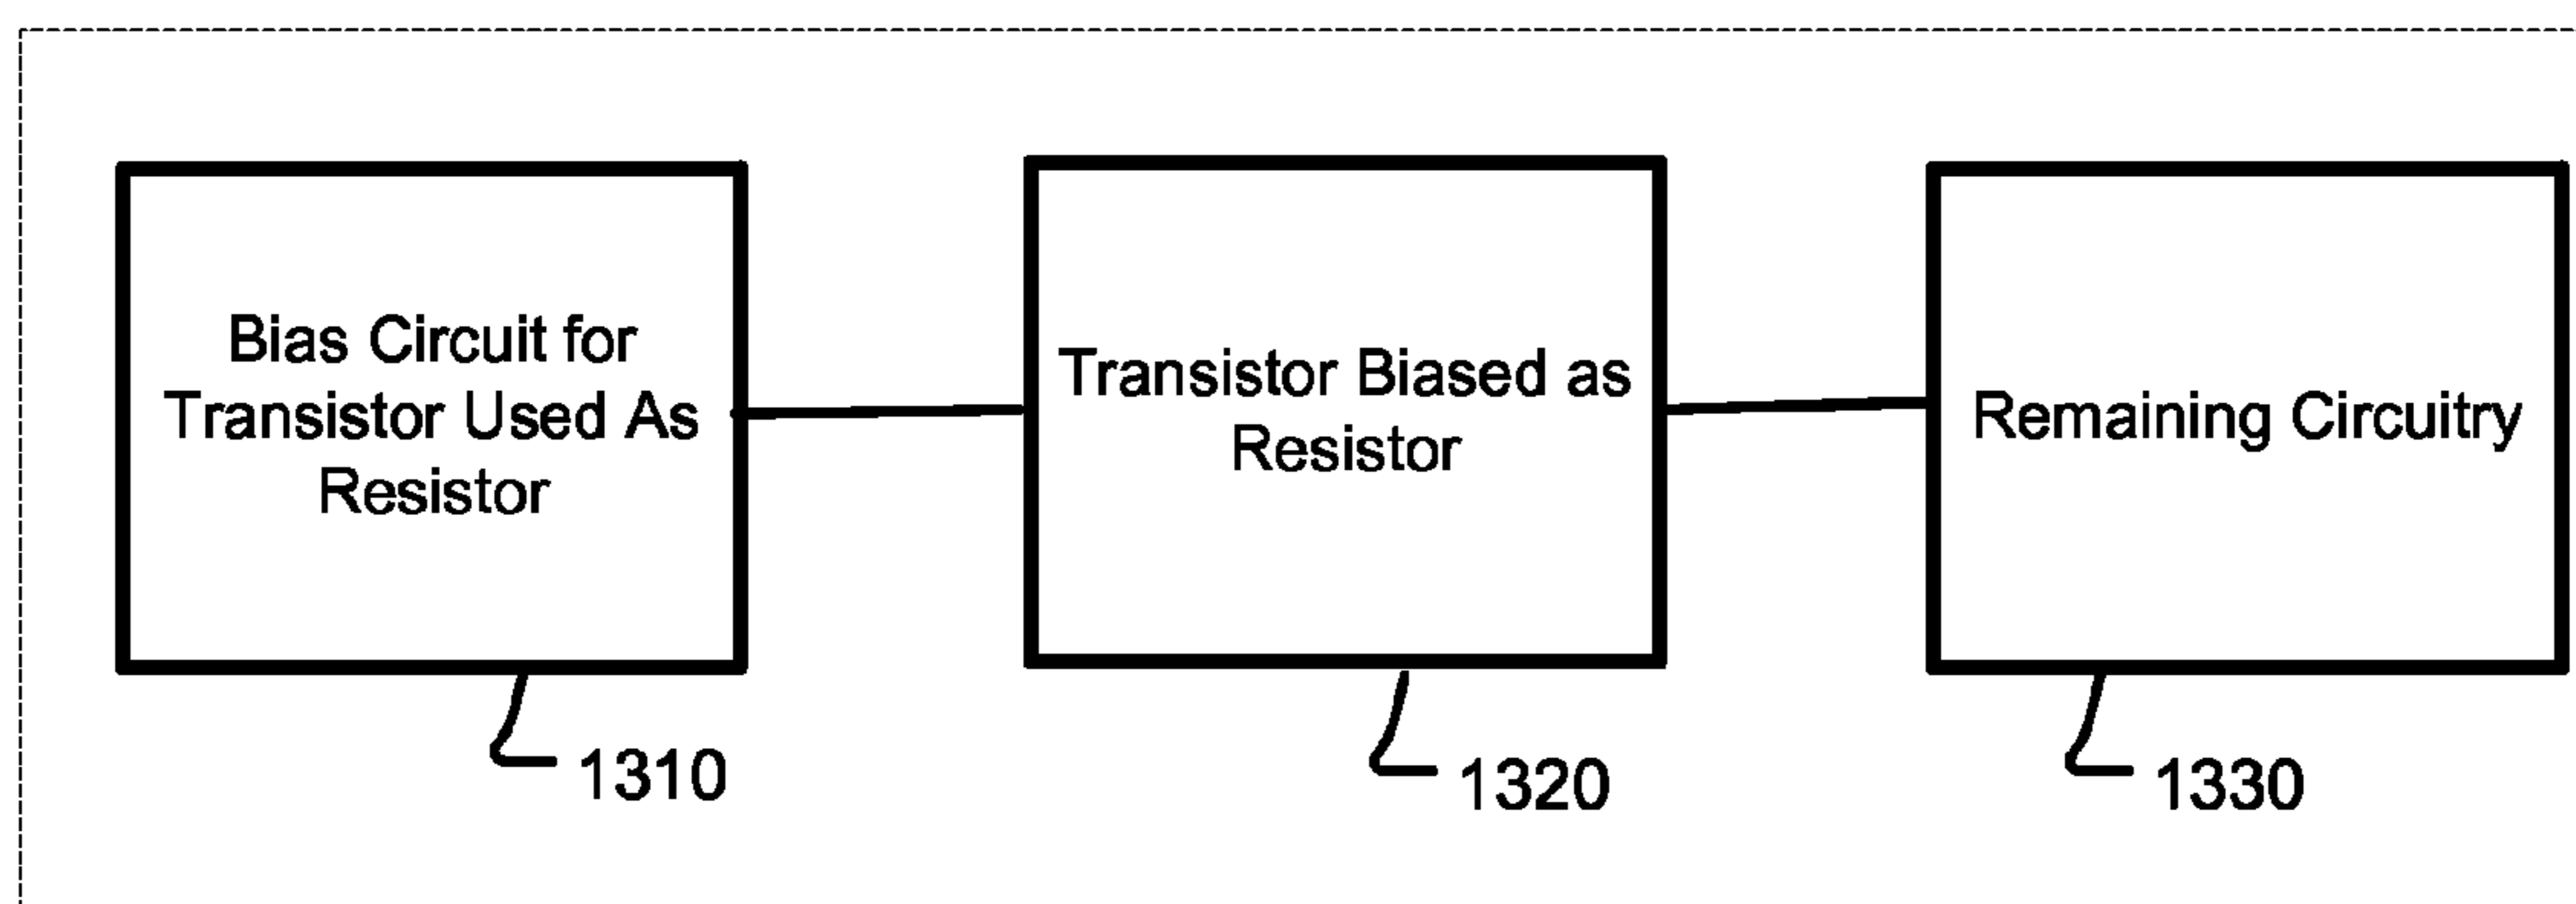 Bias Circuit for
Transistor Used As
Resistor
Transistor Biased as
Resistor
Remaining Circuitry
1310
1320
1330